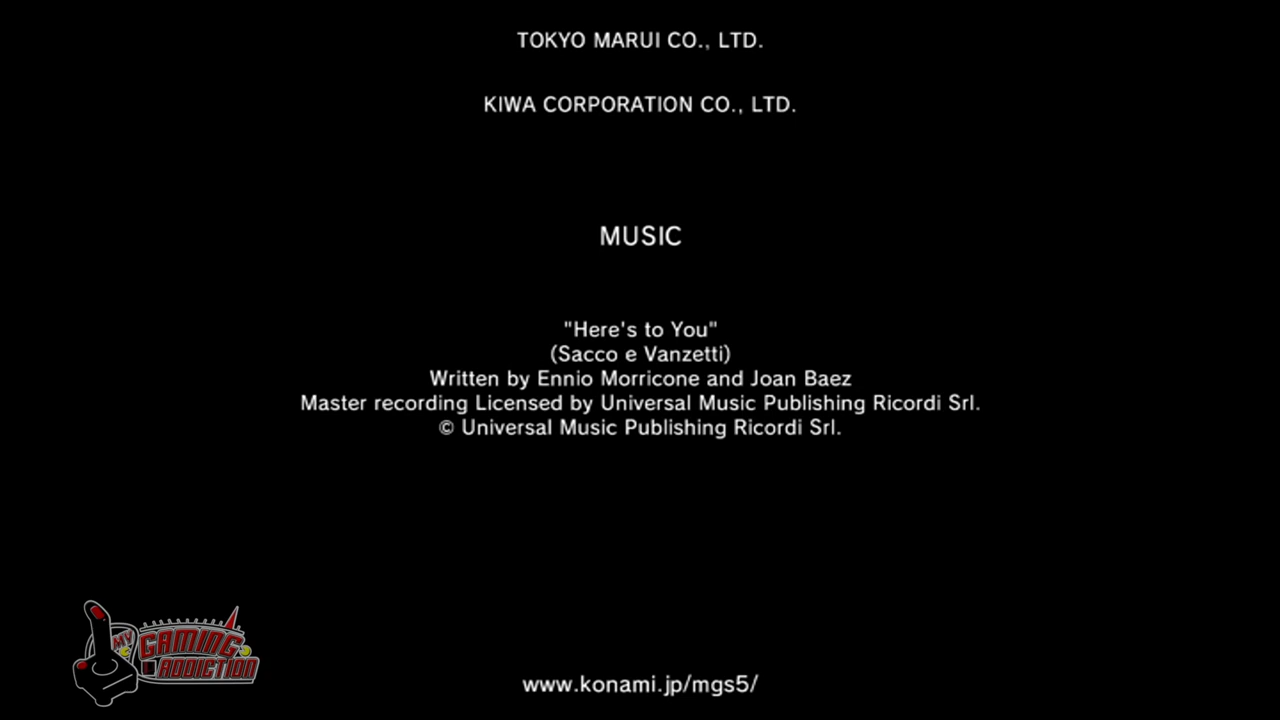 TOKYO MARUI CO., LTD.
KIWA CORPORATION CO., LTD.
MUSIC
"Here's to You"
(Sacco e Vanzetti)
Written by Ennio Morricone and Joan Baez
Master recording Licensed by Universal Music Publishing Ricordi Srl.
© Universal Music Publishing Ricordi Srl.
MY GAMING
ADDICTION
www.konami.jp/mgs5/